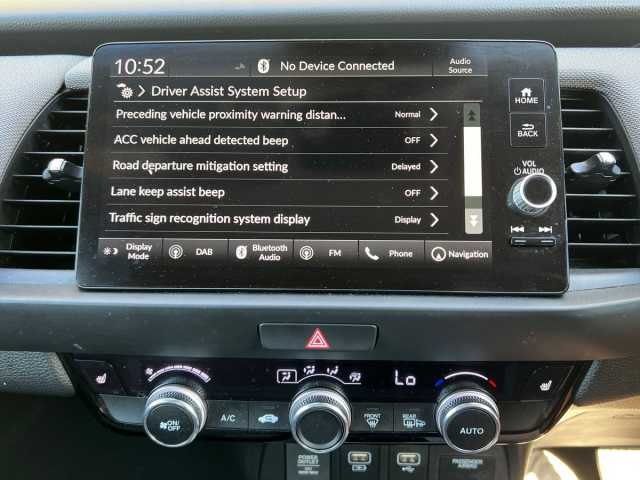 10:52 No Device Connected Audio Source
Driver Assist System Setup
Preceding vehicle proximity warning distan... Normal
ACC vehicle ahead detected beep OFF
Road departure mitigation setting Delayed
Lane keep assist beep OFF
Traffic sign recognition system display Display
Display Mode DAB Bluetooth Audio FM Phone Navigation
HOME
BACK
VOL
AUDIO
Lo
ON/OFF A/C FRONT REAR AUTO
POWER OUTLET
PASSENGER AIRBAG